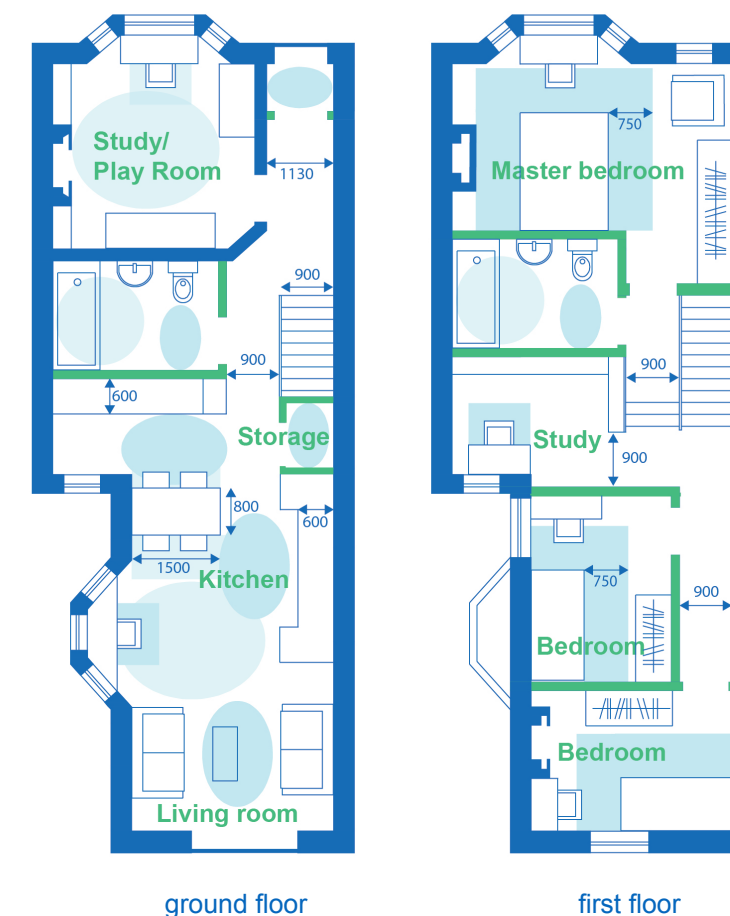 Study/
Play Room
1130
900
900
600
Storage
800
600
1500
Kitchen
Living room
ground floor
750
Master bedroom
900
Study
900
750
900
Bedroom
Bedroom
first floor